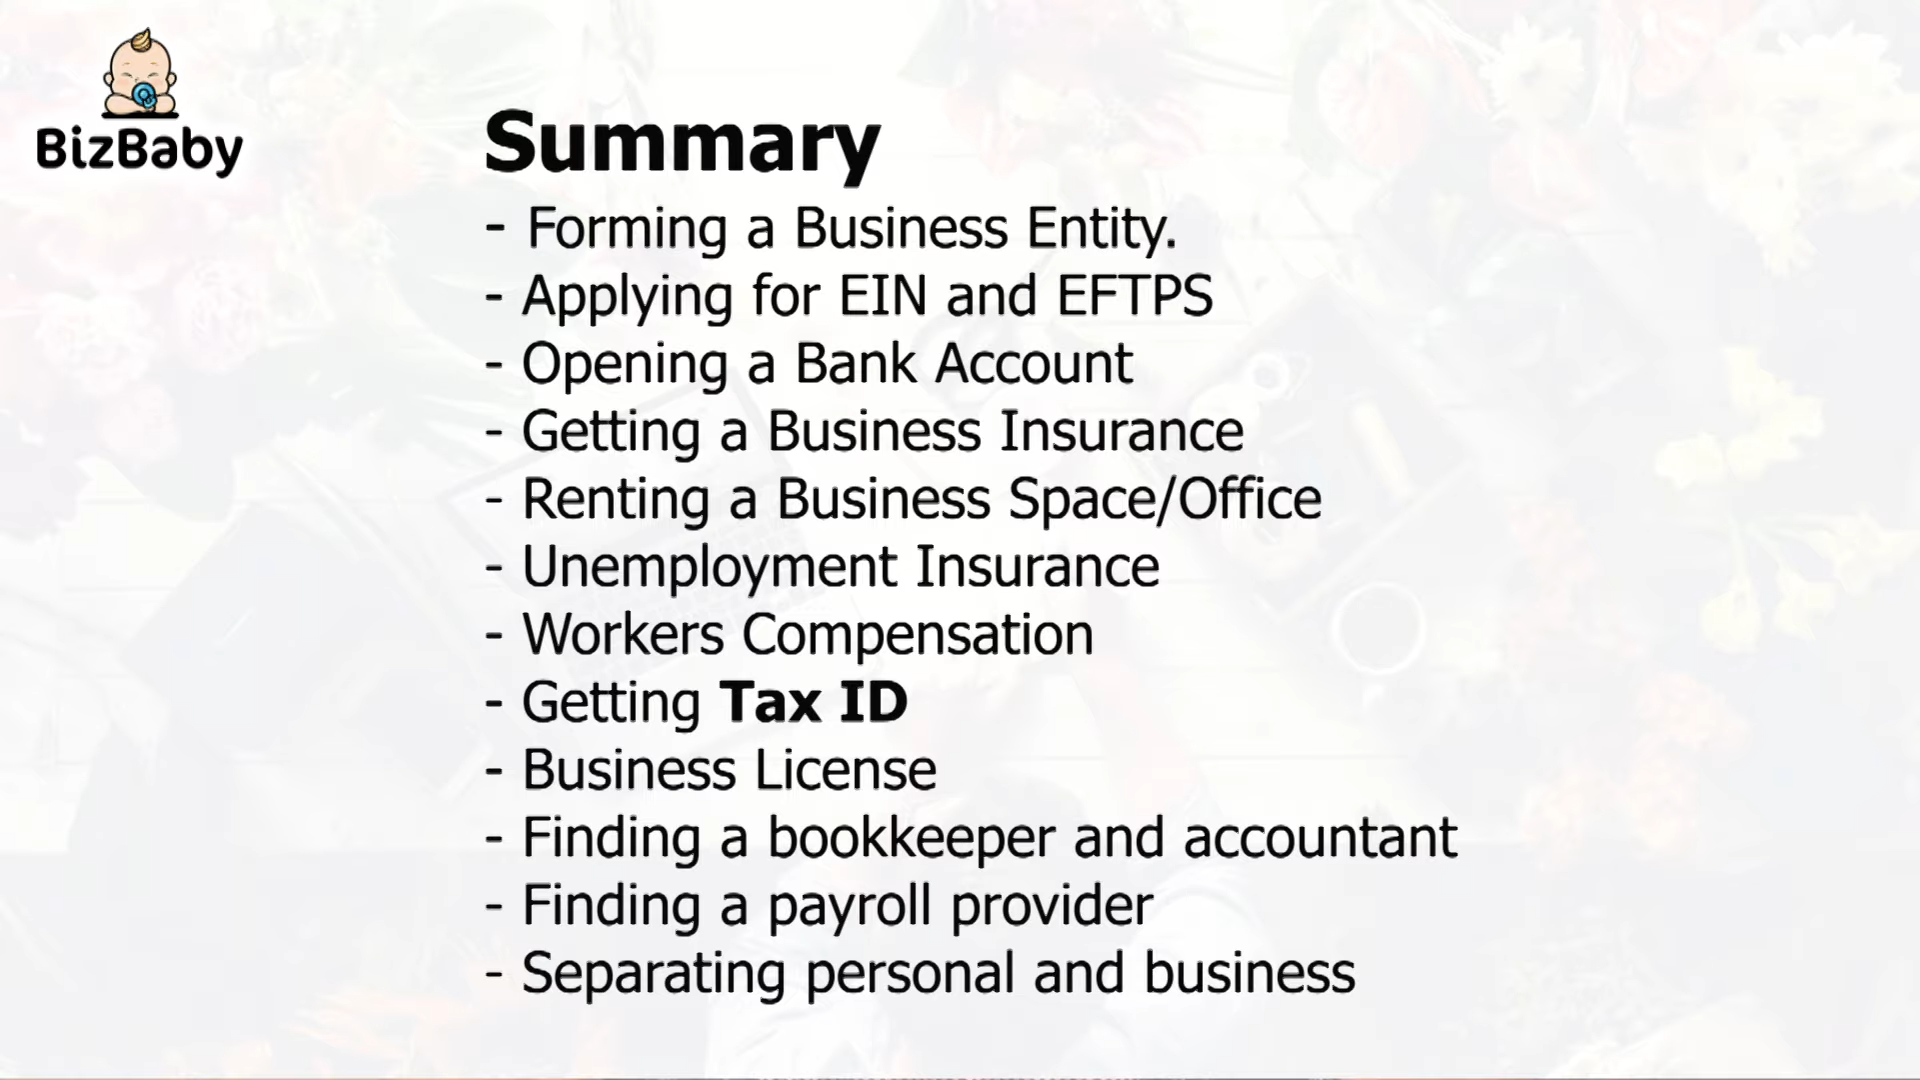 BizBaby
Summary
- Forming a Business Entity.
- Applying for EIN and EFTPS
- Opening a Bank Account
- Getting a Business Insurance
- Renting a Business Space/Office
- Unemployment Insurance
- Workers Compensation
- Getting Tax ID
- Business License
- Finding a bookkeeper and accountant
- Finding a payroll provider
- Separating personal and business